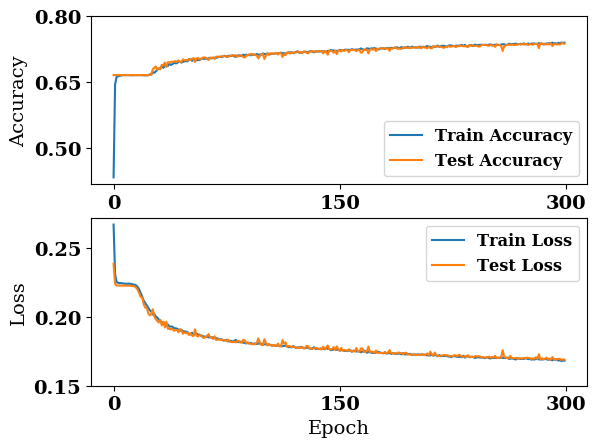 0.80
0.65
0.50
Accuracy
Train Accuracy
Test Accuracy
0 150 300
0.25
0.20
0.15
Loss
Train Loss
Test Loss
0 150 300
Epoch